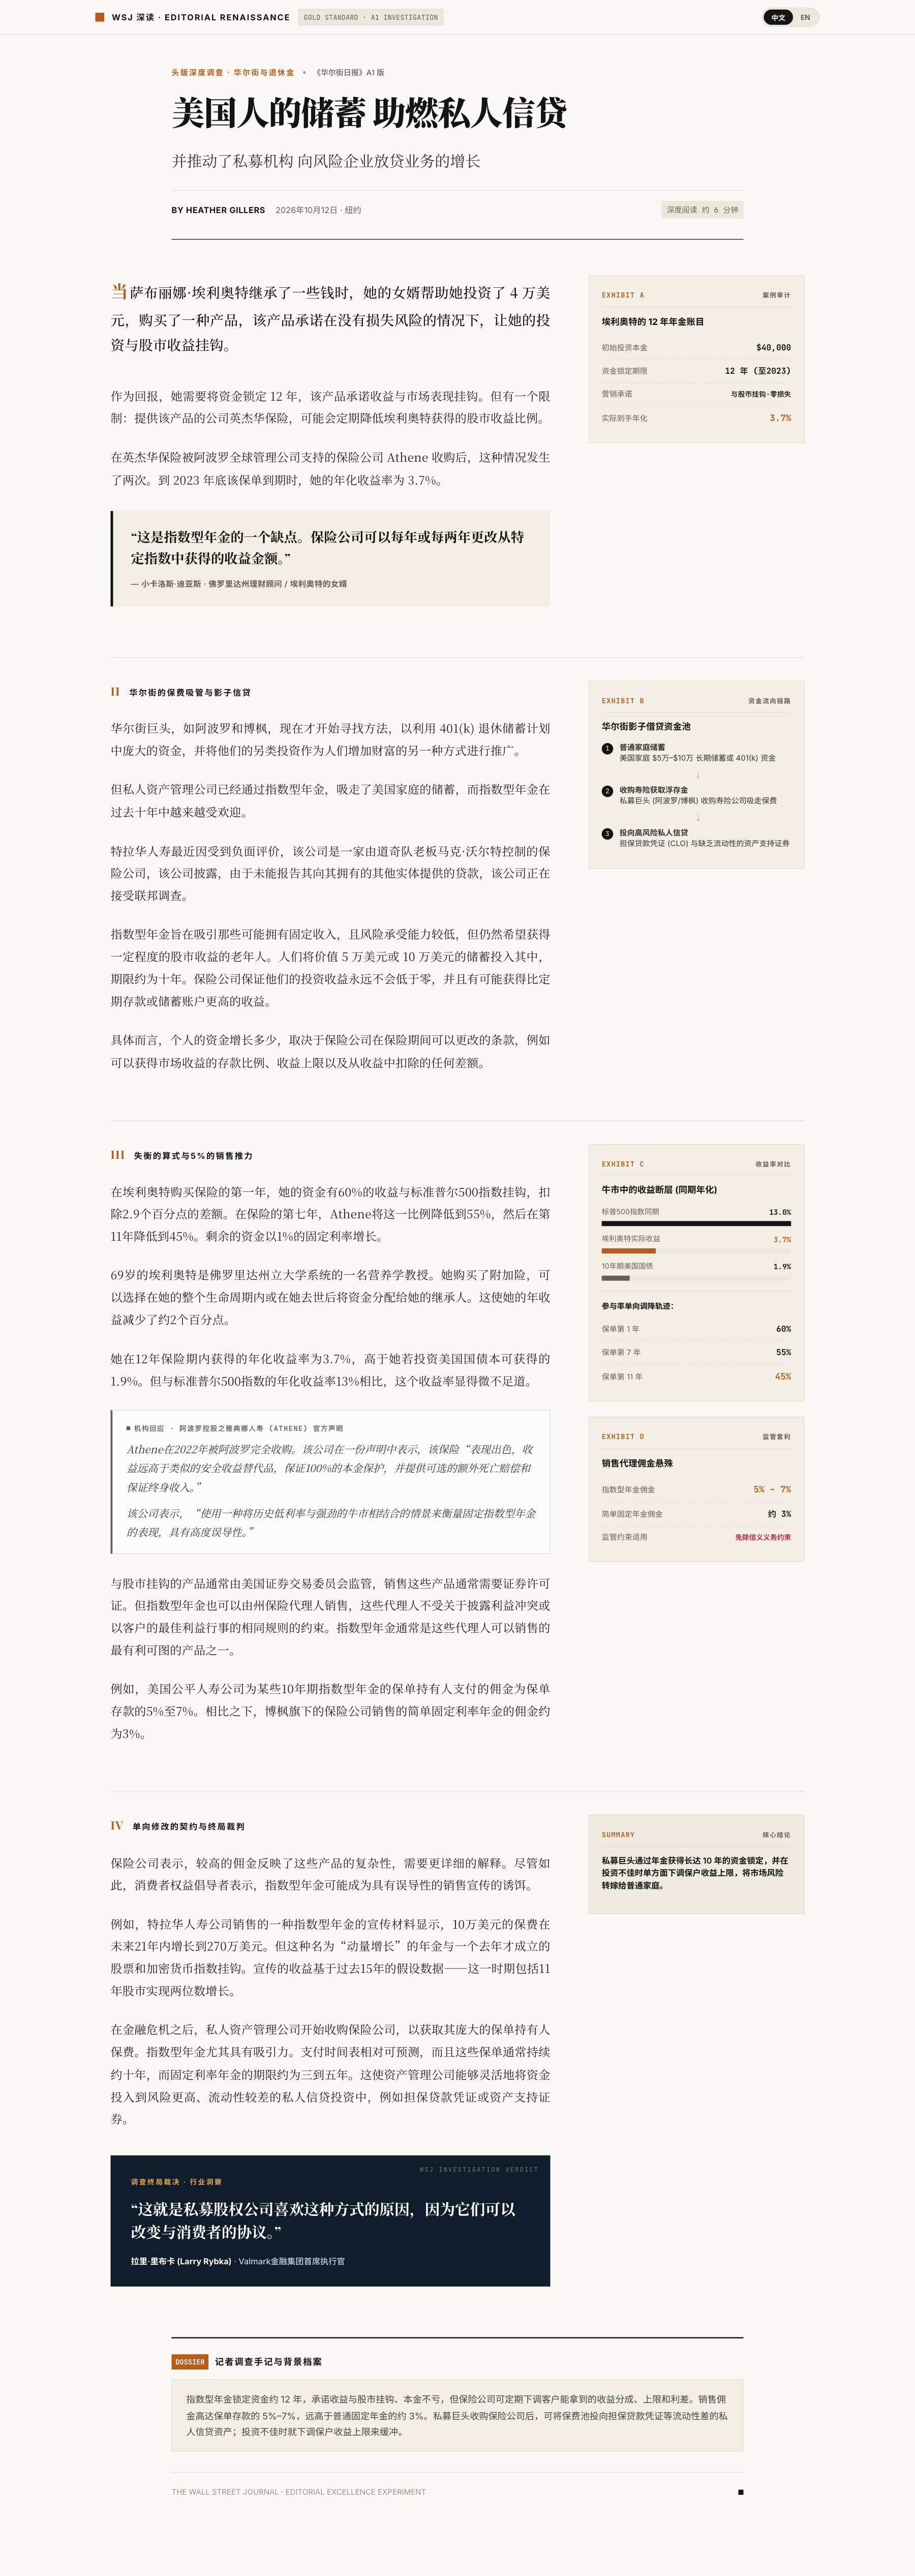 WSJ 深读 · EDITORIAL RENAISSANCE
GOLD STANDARD · A1 INVESTIGATION
中文
EN
头版深度调查 · 华尔街与退休金 • 《华尔街日报》A1 版
美国人的储蓄 助燃私人信贷
并推动了私募机构 向风险企业放贷业务的增长
BY HEATHER GILLERS 2026年10月12日 · 纽约
深度阅读 约 6 分钟
当萨布丽娜·埃利奥特继承了一些钱时，她的女婿帮助她投资了 4 万美
元，购买了一种产品，该产品承诺在没有损失风险的情况下，让她的投
资与股市收益挂钩。
作为回报，她需要将资金锁定 12 年，该产品承诺收益与市场表现挂钩。但有一个限
制：提供该产品的公司英杰华保险，可能会定期降低埃利奥特获得的股市收益比例。
在英杰华保险被阿波罗全球管理公司支持的保险公司 Athene 收购后，这种情况发生
了两次。到 2023 年底该保单到期时，她的年化收益率为 3.7%。
“这是指数型年金的一个缺点。保险公司可以每年或每两年更改从特
定指数中获得的收益金额。”
— 小卡洛斯·迪亚斯 · 佛罗里达州理财顾问 / 埃利奥特的女婿
EXHIBIT A
案例审计
埃利奥特的 12 年年金账目
初始投资本金 $40,000
资金锁定期限 12 年 (至2023)
营销承诺 与股市挂钩·零损失
实际到手年化 3.7%
II 华尔街的保费吸管与影子信贷
华尔街巨头，如阿波罗和博枫，现在才开始寻找方法，以利用 401(k) 退休储蓄计划
中庞大的资金，并将他们的另类投资作为人们增加财富的另一种方式进行推广。
但私人资产管理公司已经通过指数型年金，吸走了美国家庭的储蓄，而指数型年金在
过去十年中越来越受欢迎。
特拉华人寿最近因受到负面评价，该公司是一家由道奇队老板马克·沃尔特控制的保
险公司，该公司披露，由于未能报告其向其拥有的其他实体提供的贷款，该公司正在
接受联邦调查。
指数型年金旨在吸引那些可能拥有固定收入，且风险承受能力较低，但仍然希望获得
一定程度的股市收益的老年人。人们将价值 5 万美元或 10 万美元的储蓄投入其中，
期限约为十年。保险公司保证他们的投资收益永远不会低于零，并且有可能获得比定
期存款或储蓄账户更高的收益。
具体而言，个人的资金增长多少，取决于保险公司在保险期间可以更改的条款，例如
可以获得市场收益的存款比例、收益上限以及从收益中扣除的任何差额。
EXHIBIT B
资金流向链路
华尔街影子借贷资金池
1 普通家庭储蓄
美国家庭 $5万–$10万 长期储蓄或 401(k) 资金
↓
2 收购寿险获取浮存金
私募巨头 (阿波罗/博枫) 收购寿险公司吸走保费
↓
3 投向高风险私人信贷
担保贷款凭证 (CLO) 与缺乏流动性的资产支持证券
III 失衡的算式与5%的销售推力
在埃利奥特购买保险的第一年，她的资金有60%的收益与标准普尔500指数挂钩，扣
除2.9个百分点的差额。在保险的第七年，Athene将这一比例降低到55%，然后在第
11年降低到45%。剩余的资金以1%的固定利率增长。
69岁的埃利奥特是佛罗里达州立大学系统的一名营养学教授。她购买了附加险，可
以选择在她的整个生命周期内或在她去世后将资金分配给她的继承人。这使她的年收
益减少了约2个百分点。
她在12年保险期内获得的年化收益率为3.7%，高于她若投资美国国债本可获得的
1.9%。但与标准普尔500指数的年化收益率13%相比，这个收益率显得微不足道。
■ 机构回应 · 阿波罗控股之雅典娜人寿 (ATHENE) 官方声明
Athene在2022年被阿波罗完全收购。该公司在一份声明中表示，该保险“表现出色，收
益远高于类似的安全收益替代品，保证100%的本金保护，并提供可选的额外死亡赔偿和
保证终身收入。”
该公司表示，“使用一种将历史低利率与强劲的牛市相结合的情景来衡量固定指数型年金
的表现，具有高度误导性。”
与股市挂钩的产品通常由美国证券交易委员会监管，销售这些产品通常需要证券许可
证。但指数型年金也可以由州保险代理人销售，这些代理人不受关于披露利益冲突或
以客户的最佳利益行事的相同规则的约束。指数型年金通常是这些代理人可以销售的
最有利可图的产品之一。
例如，美国公平人寿公司为某些10年期指数型年金的保单持有人支付的佣金为保单
存款的5%至7%。相比之下，博枫旗下的保险公司销售的简单固定利率年金的佣金约
为3%。
EXHIBIT C
收益率对比
牛市中的收益断层 (同期年化)
标普500指数同期 13.0%
埃利奥特实际收益 3.7%
10年期美国国债 1.9%
参与率单向调降轨迹：
保单第 1 年 60%
保单第 7 年 55%
保单第 11 年 45%
EXHIBIT D
监管套利
销售代理佣金悬殊
指数型年金佣金 5% – 7%
简单固定年金佣金 约 3%
监管约束适用 免除信义义务约束
IV 单向修改的契约与终局裁判
保险公司表示，较高的佣金反映了这些产品的复杂性，需要更详细的解释。尽管如
此，消费者权益倡导者表示，指数型年金可能成为具有误导性的销售宣传的诱饵。
例如，特拉华人寿公司销售的一种指数型年金的宣传材料显示，10万美元的保费在
未来21年内增长到270万美元。但这种名为“动量增长”的年金与一个去年才成立的
股票和加密货币指数挂钩。宣传的收益基于过去15年的假设数据——这一时期包括11
年股市实现两位数增长。
在金融危机之后，私人资产管理公司开始收购保险公司，以获取其庞大的保单持有人
保费。指数型年金尤其具有吸引力。支付时间表相对可预测，而且这些保单通常持续
约十年，而固定利率年金的期限约为三到五年。这使资产管理公司能够灵活地将资金
投入到风险更高、流动性较差的私人信贷投资中，例如担保贷款凭证或资产支持证
券。
SUMMARY
核心结论
私募巨头通过年金获得长达 10 年的资金锁定，并在
投资不佳时单方面下调保户收益上限，将市场风险
转嫁给普通家庭。
WSJ INVESTIGATION VERDICT
调查终局裁决 · 行业洞察
“这就是私募股权公司喜欢这种方式的原因，因为它们可以
改变与消费者的协议。”
拉里·里布卡 (Larry Rybka) · Valmark金融集团首席执行官
DOSSIER 记者调查手记与背景档案
指数型年金锁定资金约 12 年，承诺收益与股市挂钩、本金不亏，但保险公司可定期下调客户能拿到的收益分成、上限和利差。销售佣
金高达保单存款的 5%–7%，远高于普通固定年金的约 3%。私募巨头收购保险公司后，可将保费池投向担保贷款凭证等流动性差的私
人信贷资产；投资不佳时就下调保户收益上限来缓冲。
THE WALL STREET JOURNAL · EDITORIAL EXCELLENCE EXPERIMENT